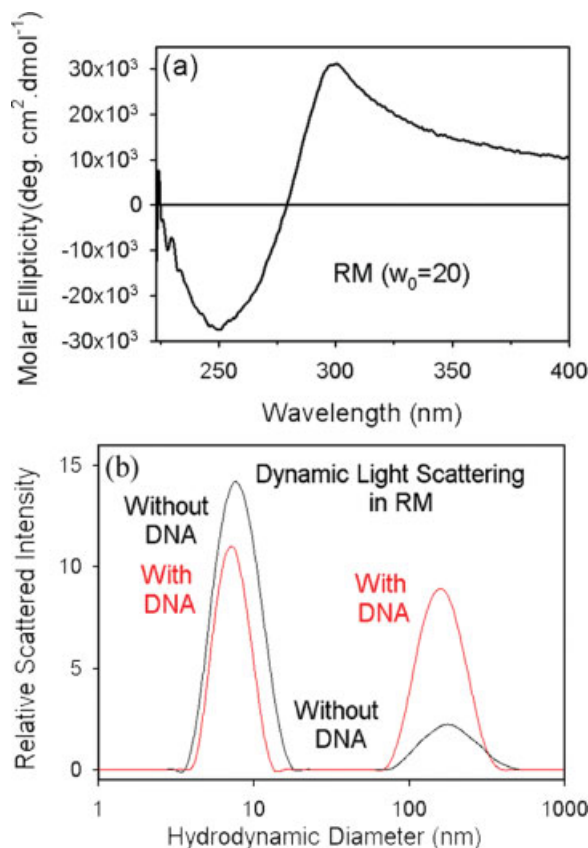 (a)
Molar Ellipticity(deg. cm².dmol⁻¹)
30x10³
20x10³
10x10³
0
-10x10³
-20x10³
-30x10³
RM (w₀=20)
250 300 350 400
Wavelength (nm)
(b)
Relative Scattered Intensity
15
10
5
0
Dynamic Light Scattering
in RM
Without
DNA
With
DNA
With
DNA
Without
DNA
1 10 100 1000
Hydrodynamic Diameter (nm)